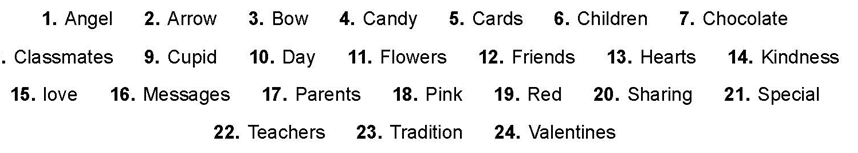 1. Angel 2. Arrow 3. Bow 4. Candy 5. Cards 6. Children 7. Chocolate
. Classmates 9. Cupid 10. Day 11. Flowers 12. Friends 13. Hearts 14. Kindness
15. love 16. Messages 17. Parents 18. Pink 19. Red 20. Sharing 21. Special
22. Teachers 23. Tradition 24. Valentines